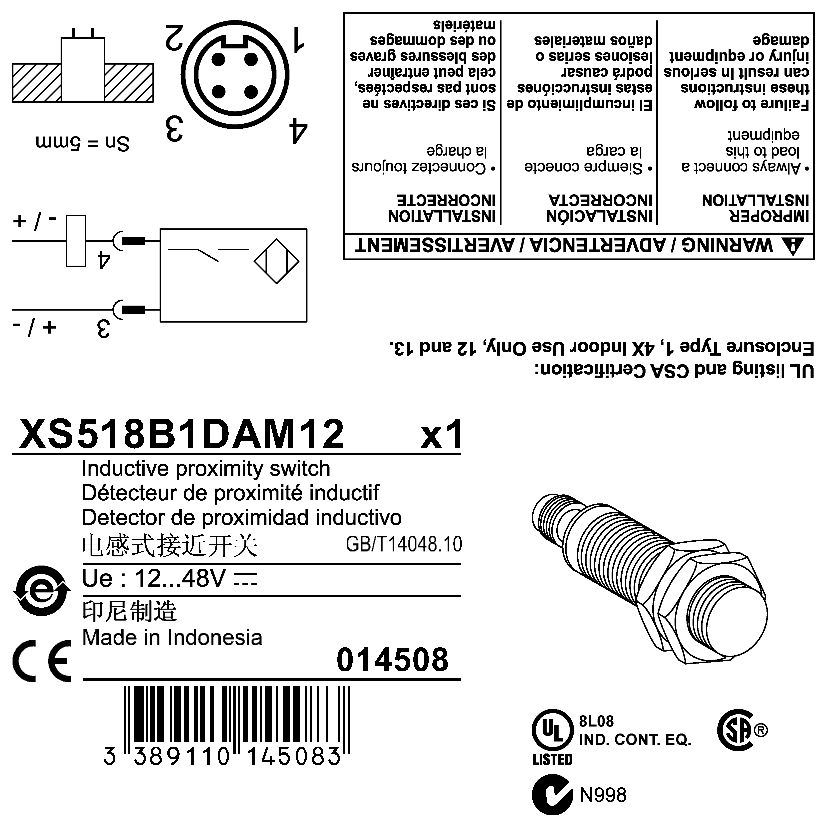 ⚠ WARNING / ADVERTENCIA / AVERTISSEMENT
IMPROPER
INSTALLATION
• Always connect a
load to this
equipment
Failure to follow
these instructions
can result in serious
injury or equipment
damage
INSTALACIÓN
INCORRECTA
• Siempre conecte
la carga
El incumplimiento de
estas instrucciónes
podrá causar
lesiones serias o
daños materiales
INSTALLATION
INCORRECTE
• Connectez toujours
la charge
Si ces directives ne
sont pas respectées,
cela peut entraîner
des blessures graves
ou des dommages
matériels
UL listing and CSA Certification:
Enclosure Type 1, 4X Indoor Use Only, 12 and 13.
3
+ / -
4
- / +
Sn = 5mm
4
3
1
2
XS518B1DAM12 x1
Inductive proximity switch
Détecteur de proximité inductif
Detector de proximidad inductivo
电感式接近开关 GB/T14048.10
Ue : 12...48V ⎓
印尼制造
Made in Indonesia
CE
014508
3 389110 145083
UL
LISTED
8L08
IND. CONT. EQ.
SA ®
N998